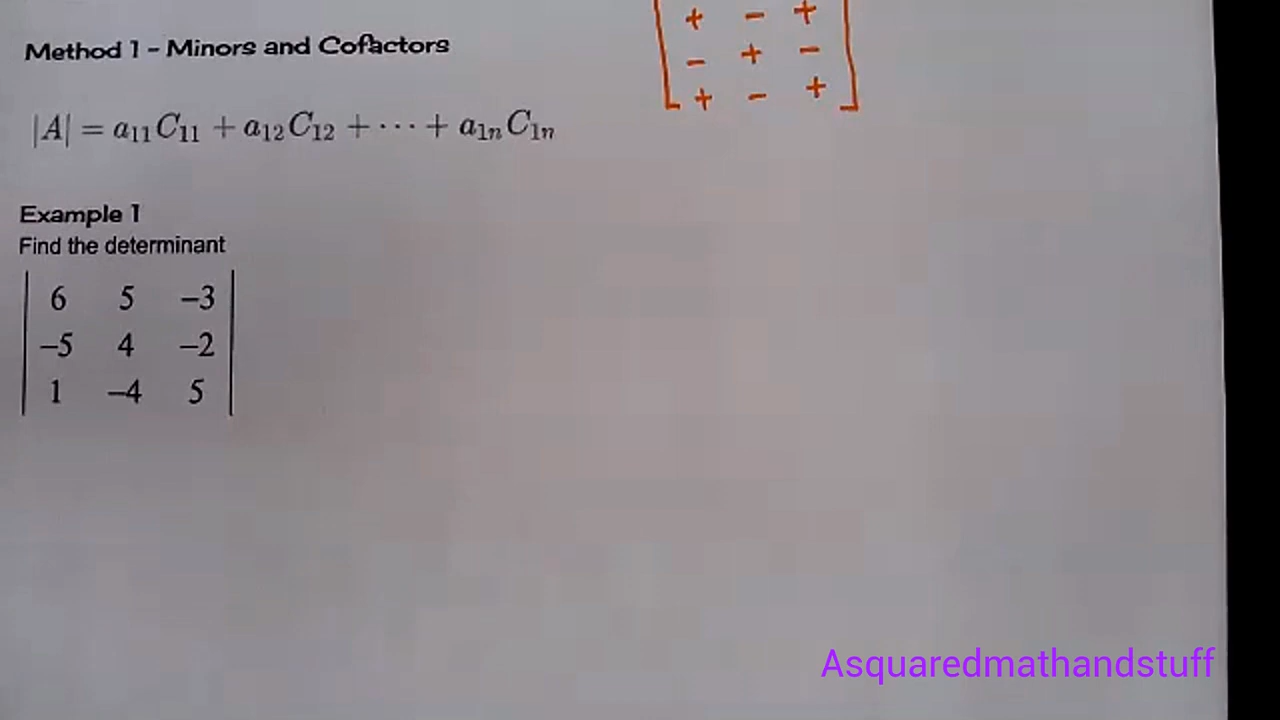 + - +
Method 1 - Minors and Cofactors
- + -
+ - +
|A| = a₁₁C₁₁ + a₁₂C₁₂ + ⋯ + a₁ₙC₁ₙ
Example 1
Find the determinant
6 5 –3
–5 4 –2
1 –4 5
Asquaredmathandstuff